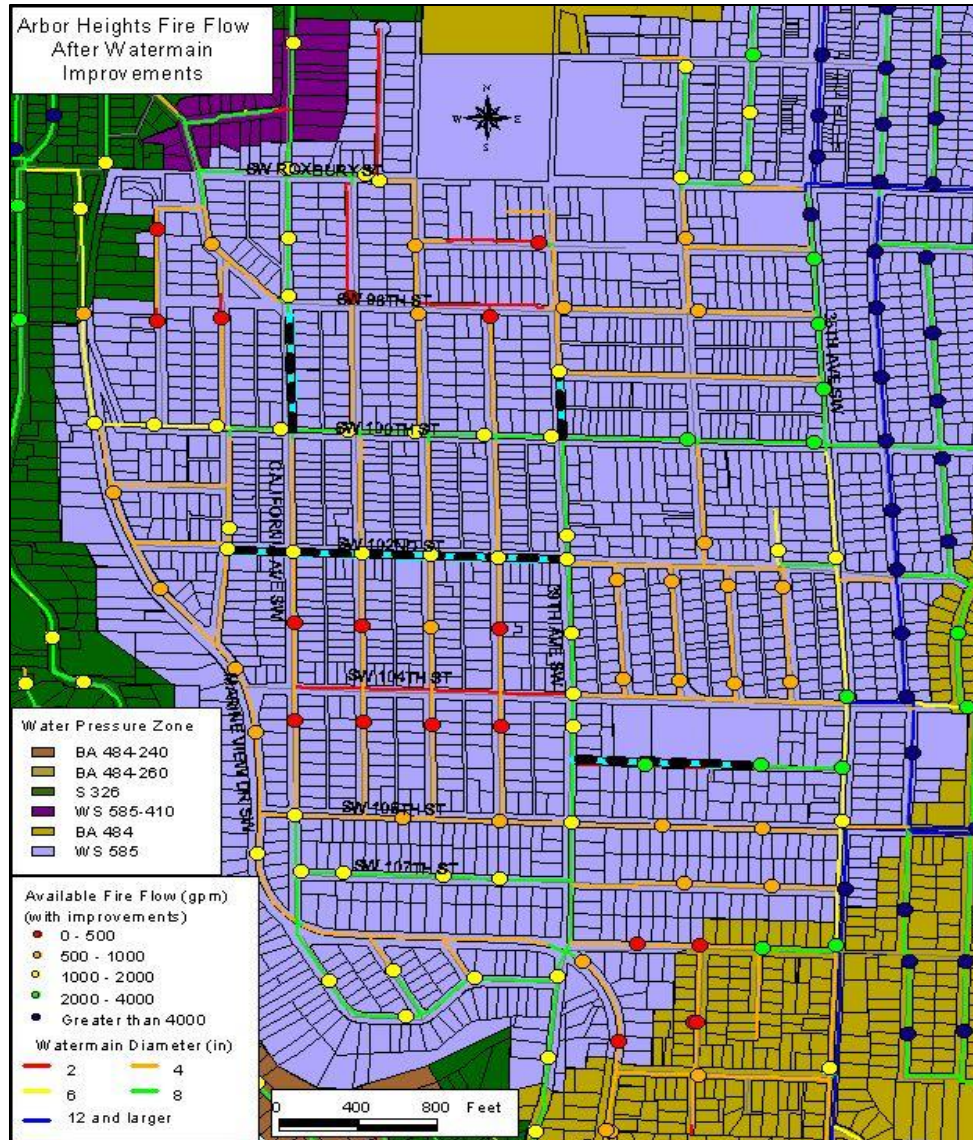 Arbor Heights Fire Flow
After Watermain
Improvements
N
W E
S
SW ROXBURY ST
SW 98TH ST
35TH AVE SW
SW 100TH ST
CALIFORNI AVE SW
SW 102ND ST
39TH AVE SW
SW 104TH ST
MARINE VIEW DR SW
SW 106TH ST
SW 107TH ST
Water Pressure Zone
BA 484-240
BA 484-260
S 326
WS 585-410
BA 484
WS 585
Available Fire Flow (gpm)
(with improvements)
0 - 500
500 - 1000
1000 - 2000
2000 - 4000
Greater than 4000
Watermain Diameter (in)
2 4
6 8
12 and larger
0 400 800 Feet